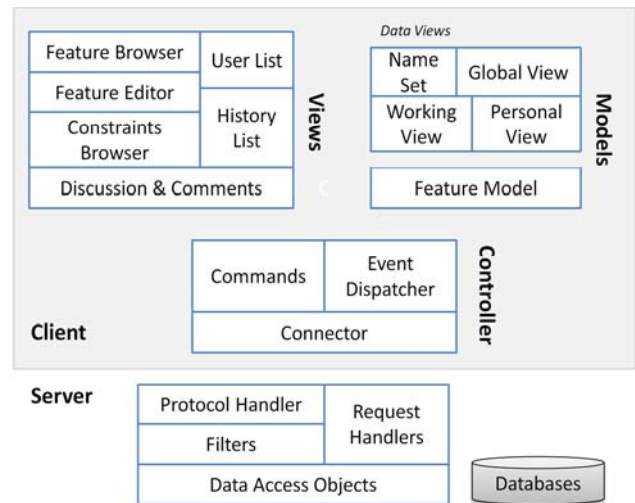 Feature Browser
User List
Feature Editor
History
List
Constraints
Browser
Discussion & Comments
Views
Data Views
Name
Set
Global View
Working
View
Personal
View
Feature Model
Models
Commands
Event
Dispatcher
Connector
Controller
Client
Server
Protocol Handler
Request
Handlers
Filters
Data Access Objects
Databases